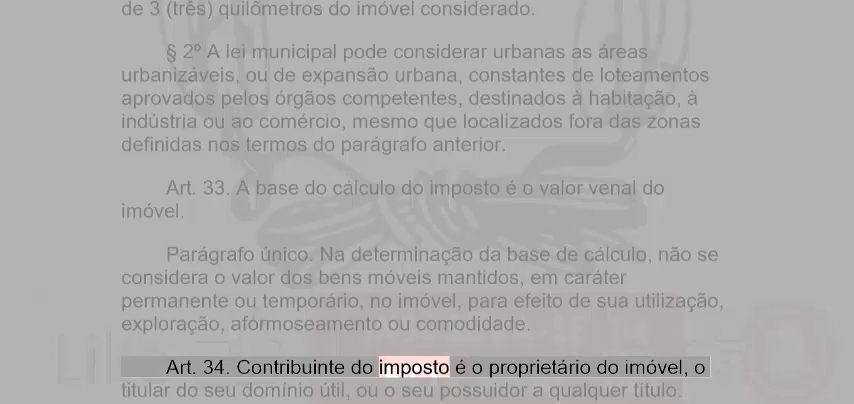 de 3 (três) quilômetros do imóvel considerado.
§ 2º A lei municipal pode considerar urbanas as áreas
urbanizáveis, ou de expansão urbana, constantes de loteamentos
aprovados pelos órgãos competentes, destinados à habitação, à
indústria ou ao comércio, mesmo que localizados fora das zonas
definidas nos termos do parágrafo anterior.
Art. 33. A base do cálculo do imposto é o valor venal do
imóvel.
Parágrafo único. Na determinação da base de cálculo, não se
considera o valor dos bens móveis mantidos, em caráter
permanente ou temporário, no imóvel, para efeito de sua utilização,
exploração, aformoseamento ou comodidade.
Art. 34. Contribuinte do imposto é o proprietário do imóvel, o
titular do seu domínio útil, ou o seu possuidor a qualquer título.